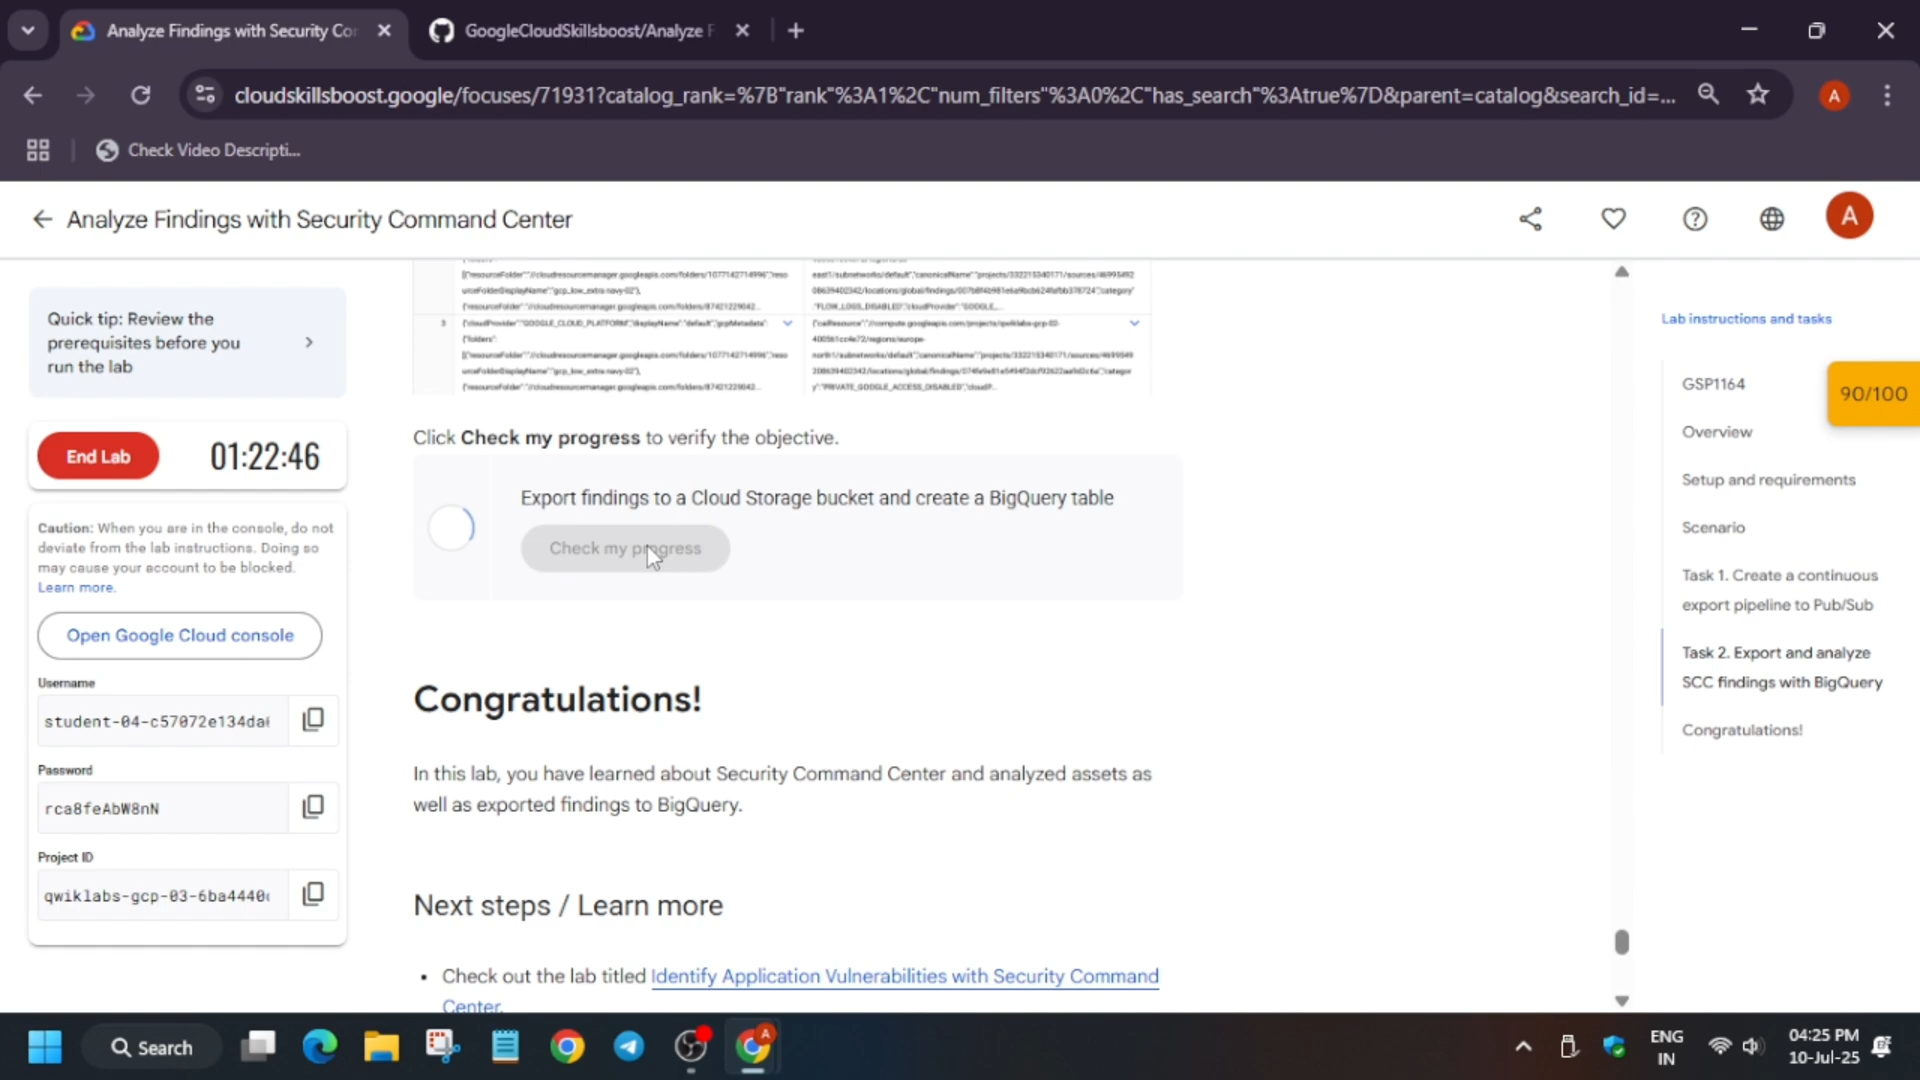 Analyze Findings with Security Co
GoogleCloudSkillsboost/Analyze F
cloudskillsboost.google/focuses/71931?catalog_rank=%7B"rank"%3A1%2C"num_filters"%3A0%2C"has_search"%3Atrue%7D&parent=catalog&search_id=...
A
Check Video Descripti...
Analyze Findings with Security Command Center
A
Quick tip: Review the
prerequisites before you
run the lab
End Lab
01:22:46
Caution: When you are in the console, do not
deviate from the lab instructions. Doing so
may cause your account to be blocked.
Learn more.
Open Google Cloud console
Username
student-04-c57072e134da
Password
rca8feAbW8nN
Project ID
qwiklabs-gcp-03-6ba4440
Click Check my progress to verify the objective.
Export findings to a Cloud Storage bucket and create a BigQuery table
Check my progress
Congratulations!
In this lab, you have learned about Security Command Center and analyzed assets as
well as exported findings to BigQuery.
Next steps / Learn more
• Check out the lab titled Identify Application Vulnerabilities with Security Command
Center.
Lab instructions and tasks
GSP1164
90/100
Overview
Setup and requirements
Scenario
Task 1. Create a continuous
export pipeline to Pub/Sub
Task 2. Export and analyze
SCC findings with BigQuery
Congratulations!
Search
A
ENG
IN
04:25 PM
10-Jul-25